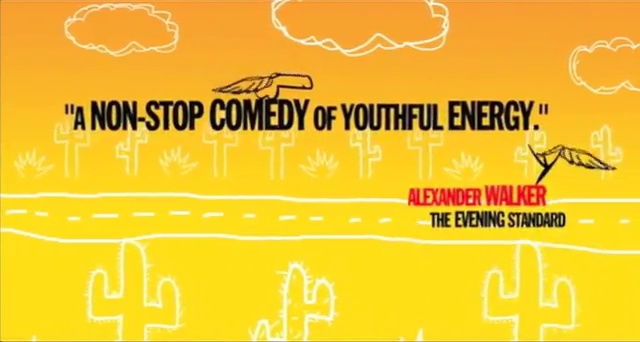 "A NON-STOP COMEDY OF YOUTHFUL ENERGY."
ALEXANDER WALKER
THE EVENING STANDARD